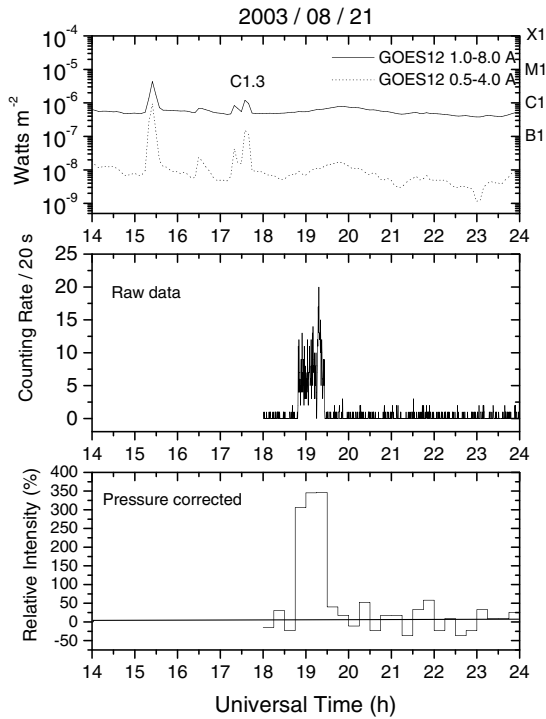 2003 / 08 / 21
10^-4
10^-5
10^-6
10^-7
10^-8
10^-9
Watts m^-2
X1
M1
C1
B1
GOES12 1.0-8.0 A
GOES12 0.5-4.0 A
C1.3
14 15 16 17 18 19 20 21 22 23 24
25
20
15
10
5
0
Counting Rate / 20 s
Raw data
14 15 16 17 18 19 20 21 22 23 24
400
350
300
250
200
150
100
50
0
-50
Relative Intensity (%)
Pressure corrected
14 15 16 17 18 19 20 21 22 23 24
Universal Time (h)